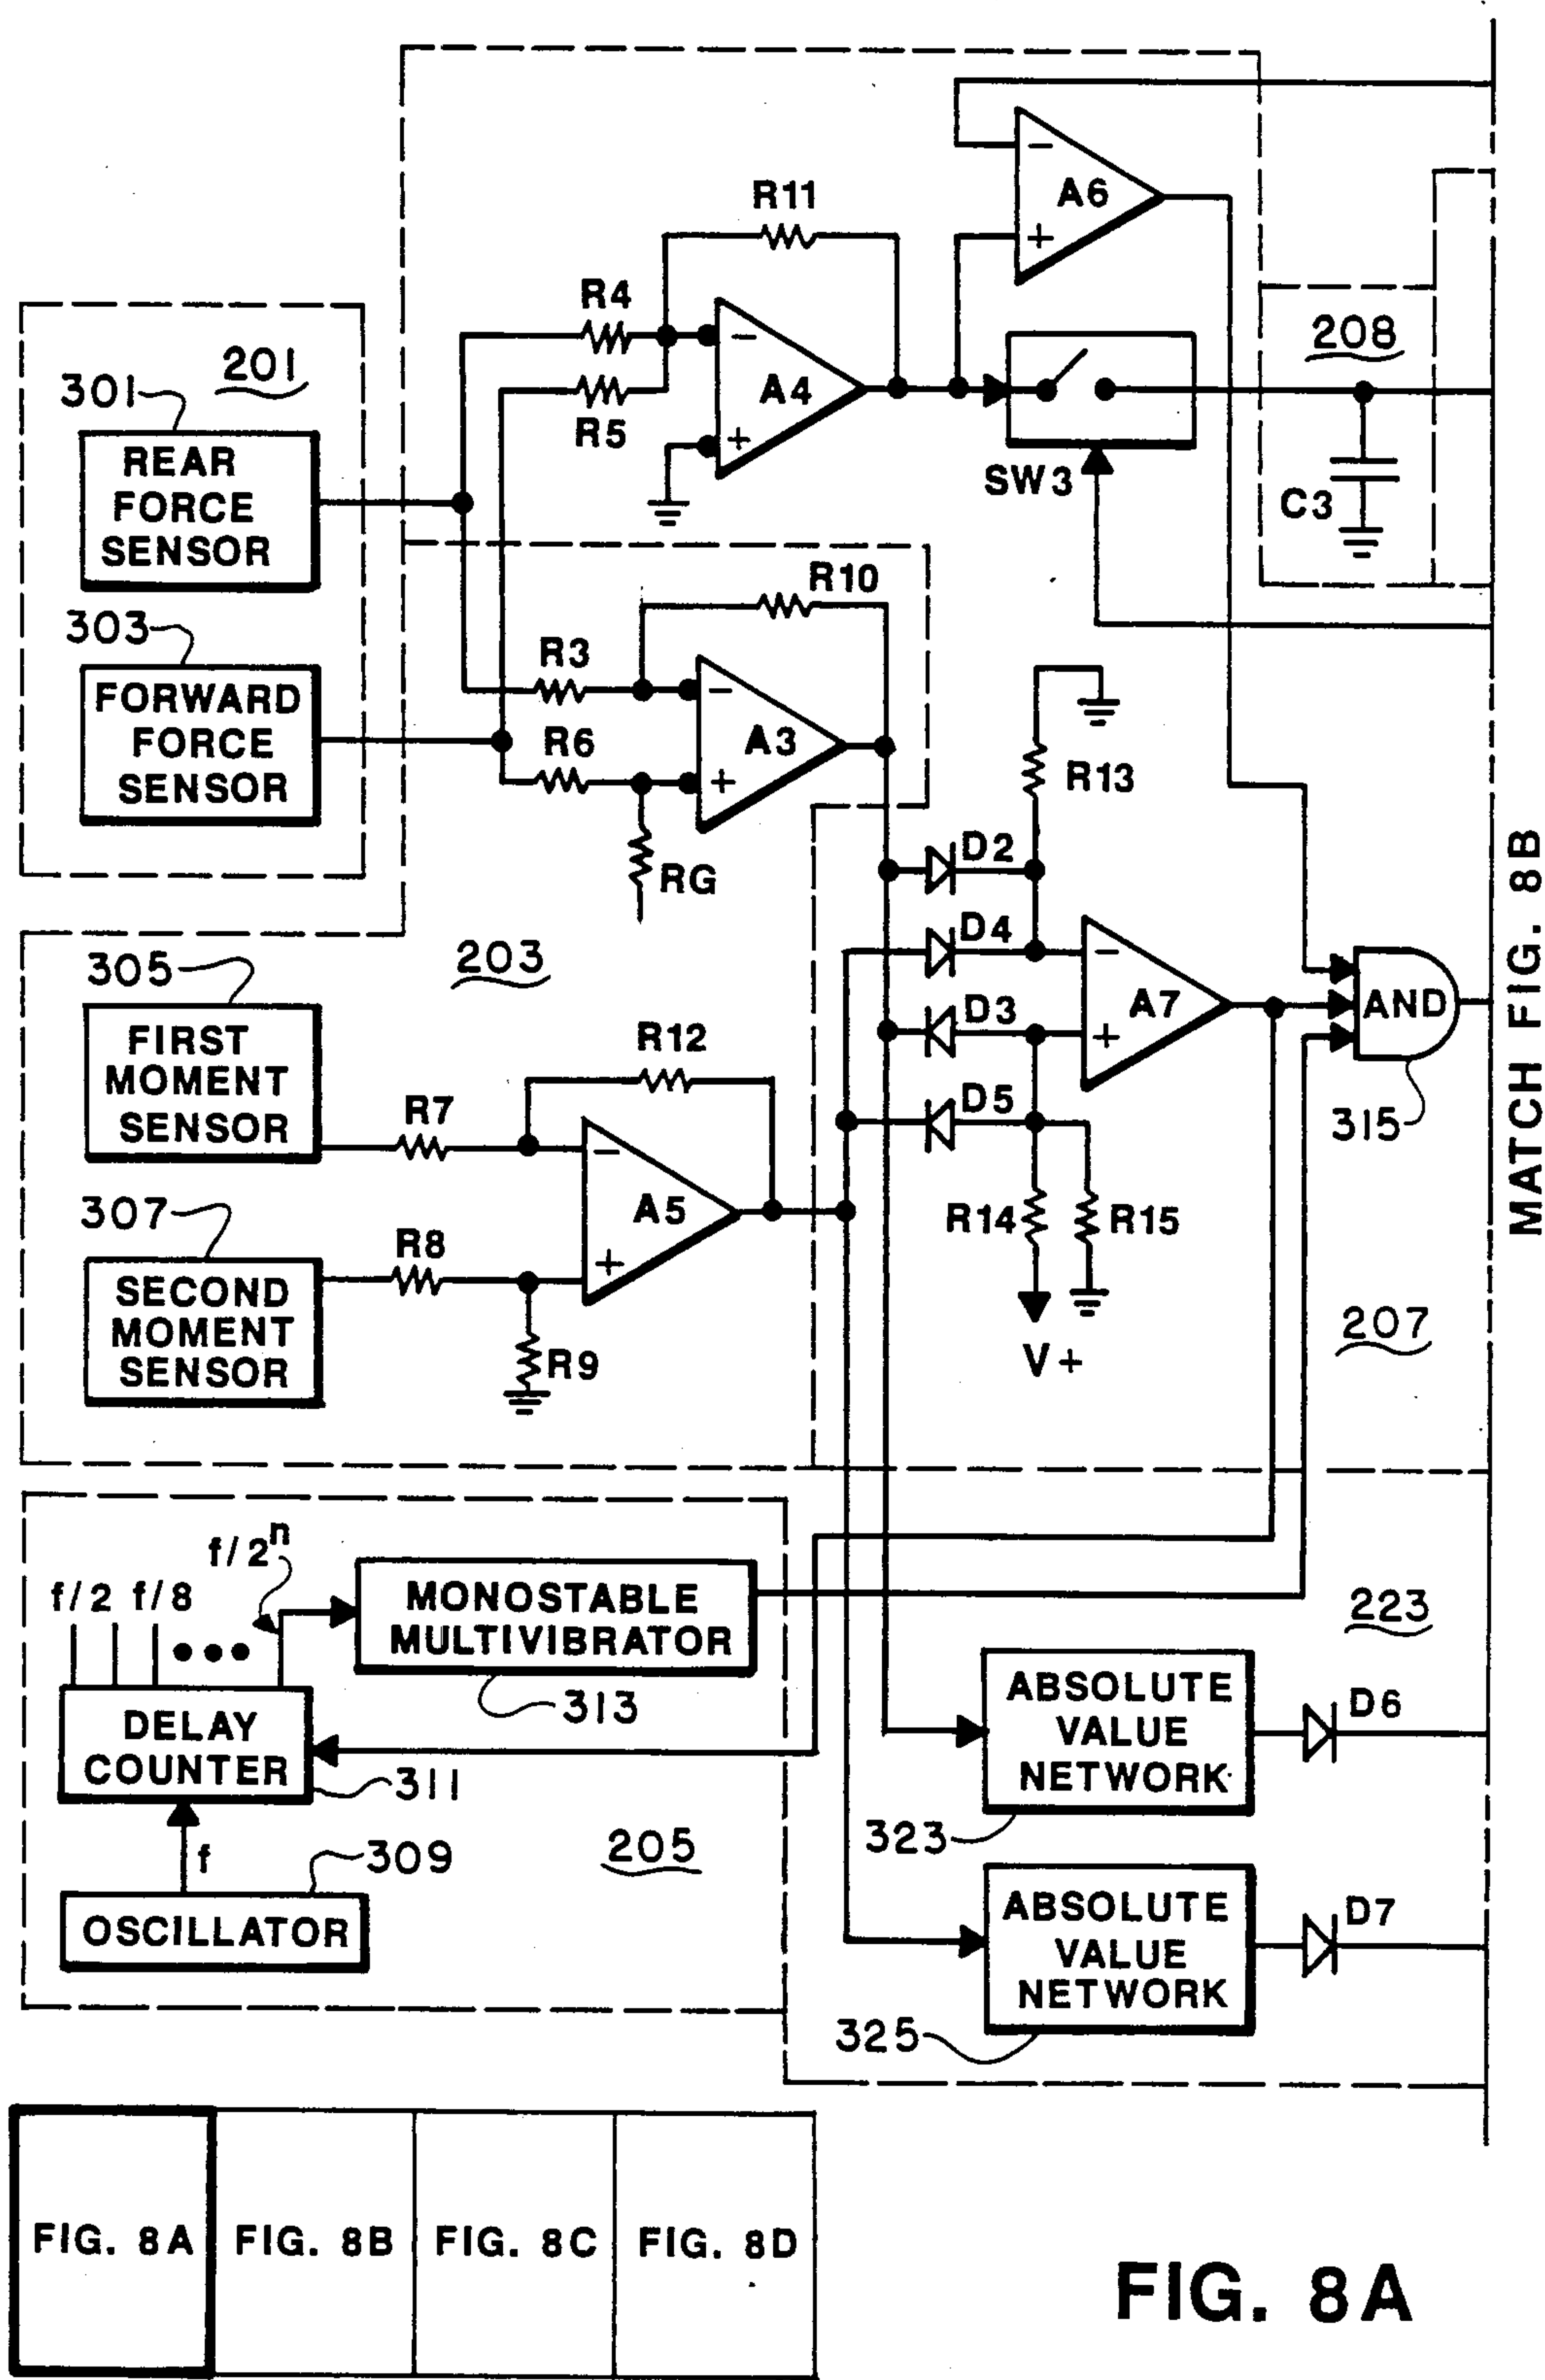 A6
−
+
R11
R4
−
A4
+
R5
208
201
301
REAR
FORCE
SENSOR
SW3
C3
R10
303
FORWARD
FORCE
SENSOR
R3
−
A3
R6
+
RG
R13
D2
D4
−
A7
D3
+
D5
AND
315
R14
R15
V+
207
MATCH FIG. 8B
203
305
FIRST
MOMENT
SENSOR
R12
R7
−
A5
+
307
R8
SECOND
MOMENT
SENSOR
R9
f/2 f/8 ••• f/2ⁿ
MONOSTABLE
MULTIVIBRATOR
313
223
DELAY
COUNTER
311
ABSOLUTE
VALUE
NETWORK
D6
323
f
309
205
OSCILLATOR
ABSOLUTE
VALUE
NETWORK
D7
325
FIG. 8A FIG. 8B FIG. 8C FIG. 8D
FIG. 8A